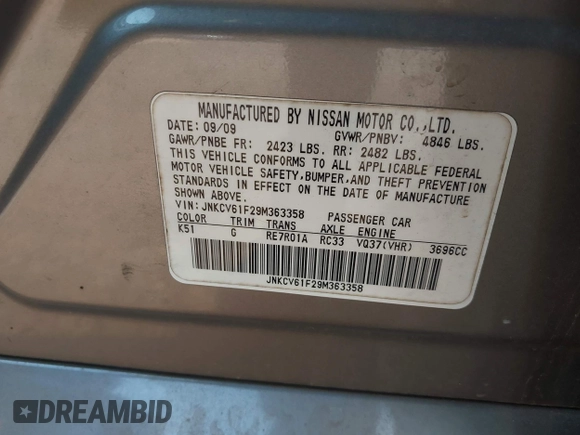 MANUFACTURED BY NISSAN MOTOR CO.,LTD.
DATE: 09/09 GVWR/PNBV: 4846 LBS.
GAWR/PNBE FR: 2423 LBS. RR: 2482 LBS.
THIS VEHICLE CONFORMS TO ALL APPLICABLE FEDERAL
MOTOR VEHICLE SAFETY,BUMPER,AND THEFT PREVENTION
STANDARDS IN EFFECT ON THE DATE OF MANUFACTURE
VIN: JNKCV61F29M363358 PASSENGER CAR
COLOR TRIM TRANS AXLE ENGINE
K51 G RE7R01A RC33 VQ37(VHR) 3696CC
JNKCV61F29M363358
DREAMBID